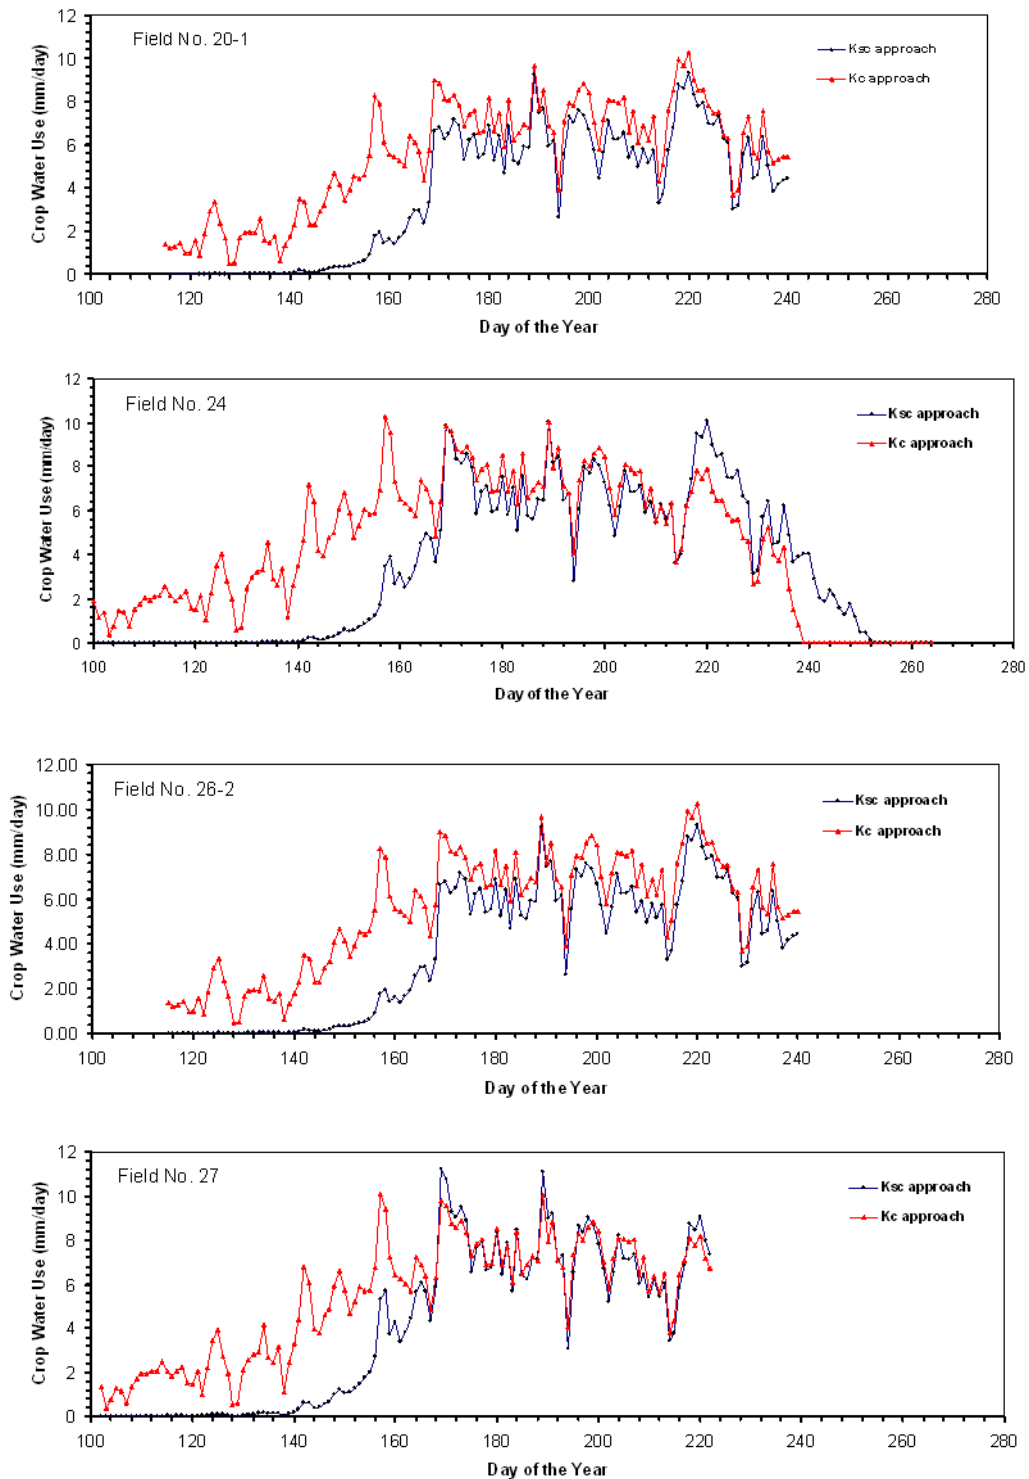 12
Field No. 20-1
10
Ksc approach
Kc approach
8
6
4
2
0
Crop Water Use (mm/day)
100 120 140 160 180 200 220 240 260 280
Day of the Year
12
Field No. 24
10
Ksc approach
Kc approach
8
6
4
2
0
Crop Water Use (mm/day)
100 120 140 160 180 200 220 240 260 280
Day of the Year
12.00
Field No. 26-2
10.00
Ksc approach
Kc approach
8.00
6.00
4.00
2.00
0.00
Crop Water Use (mm/day)
100 120 140 160 180 200 220 240 260 280
Day of the Year
12
Field No. 27
10
Ksc approach
Kc approach
8
6
4
2
0
Crop Water Use (mm/day)
100 120 140 160 180 200 220 240 260 280
Day of the Year